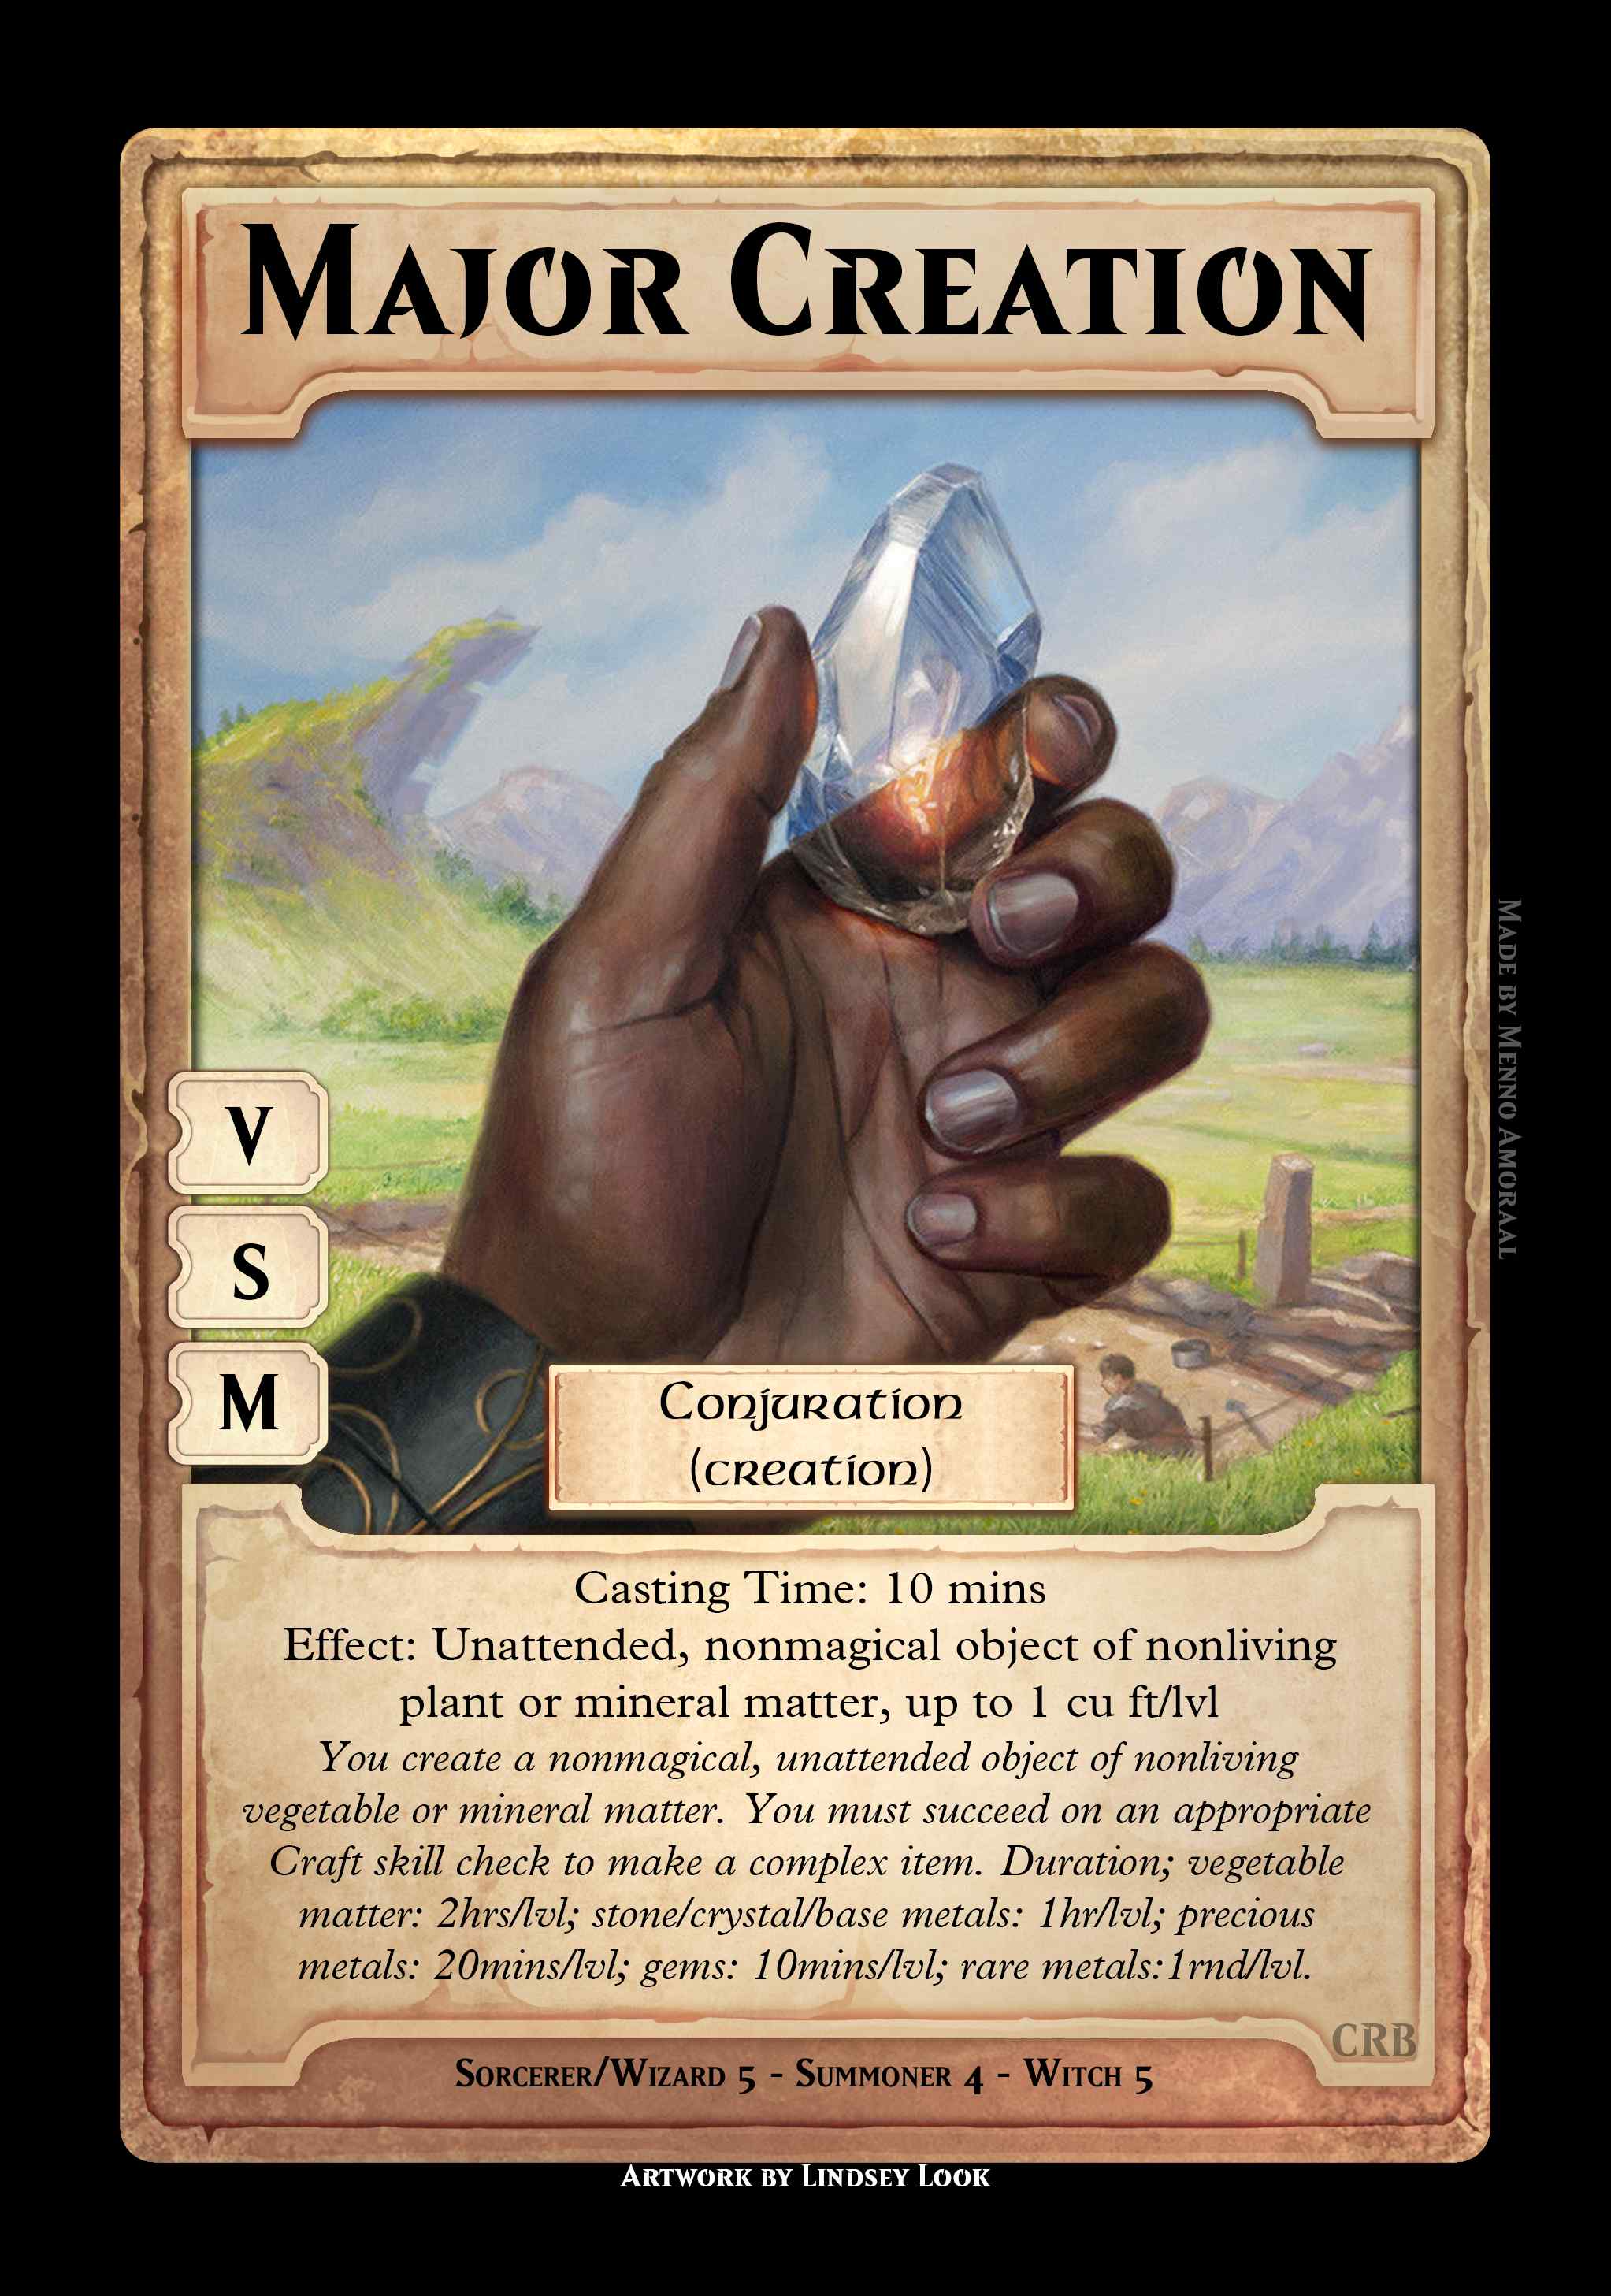 Major Creation
Made by Menno Amoraal
V
S
M
Conjuration
(creation)
Casting Time: 10 mins
Effect: Unattended, nonmagical object of nonliving
plant or mineral matter, up to 1 cu ft/lvl
You create a nonmagical, unattended object of nonliving
vegetable or mineral matter. You must succeed on an appropriate
Craft skill check to make a complex item. Duration; vegetable
matter: 2hrs/lvl; stone/crystal/base metals: 1hr/lvl; precious
metals: 20mins/lvl; gems: 10mins/lvl; rare metals:1rnd/lvl.
CRB
Sorcerer/Wizard 5 - Summoner 4 - Witch 5
Artwork by Lindsey Look